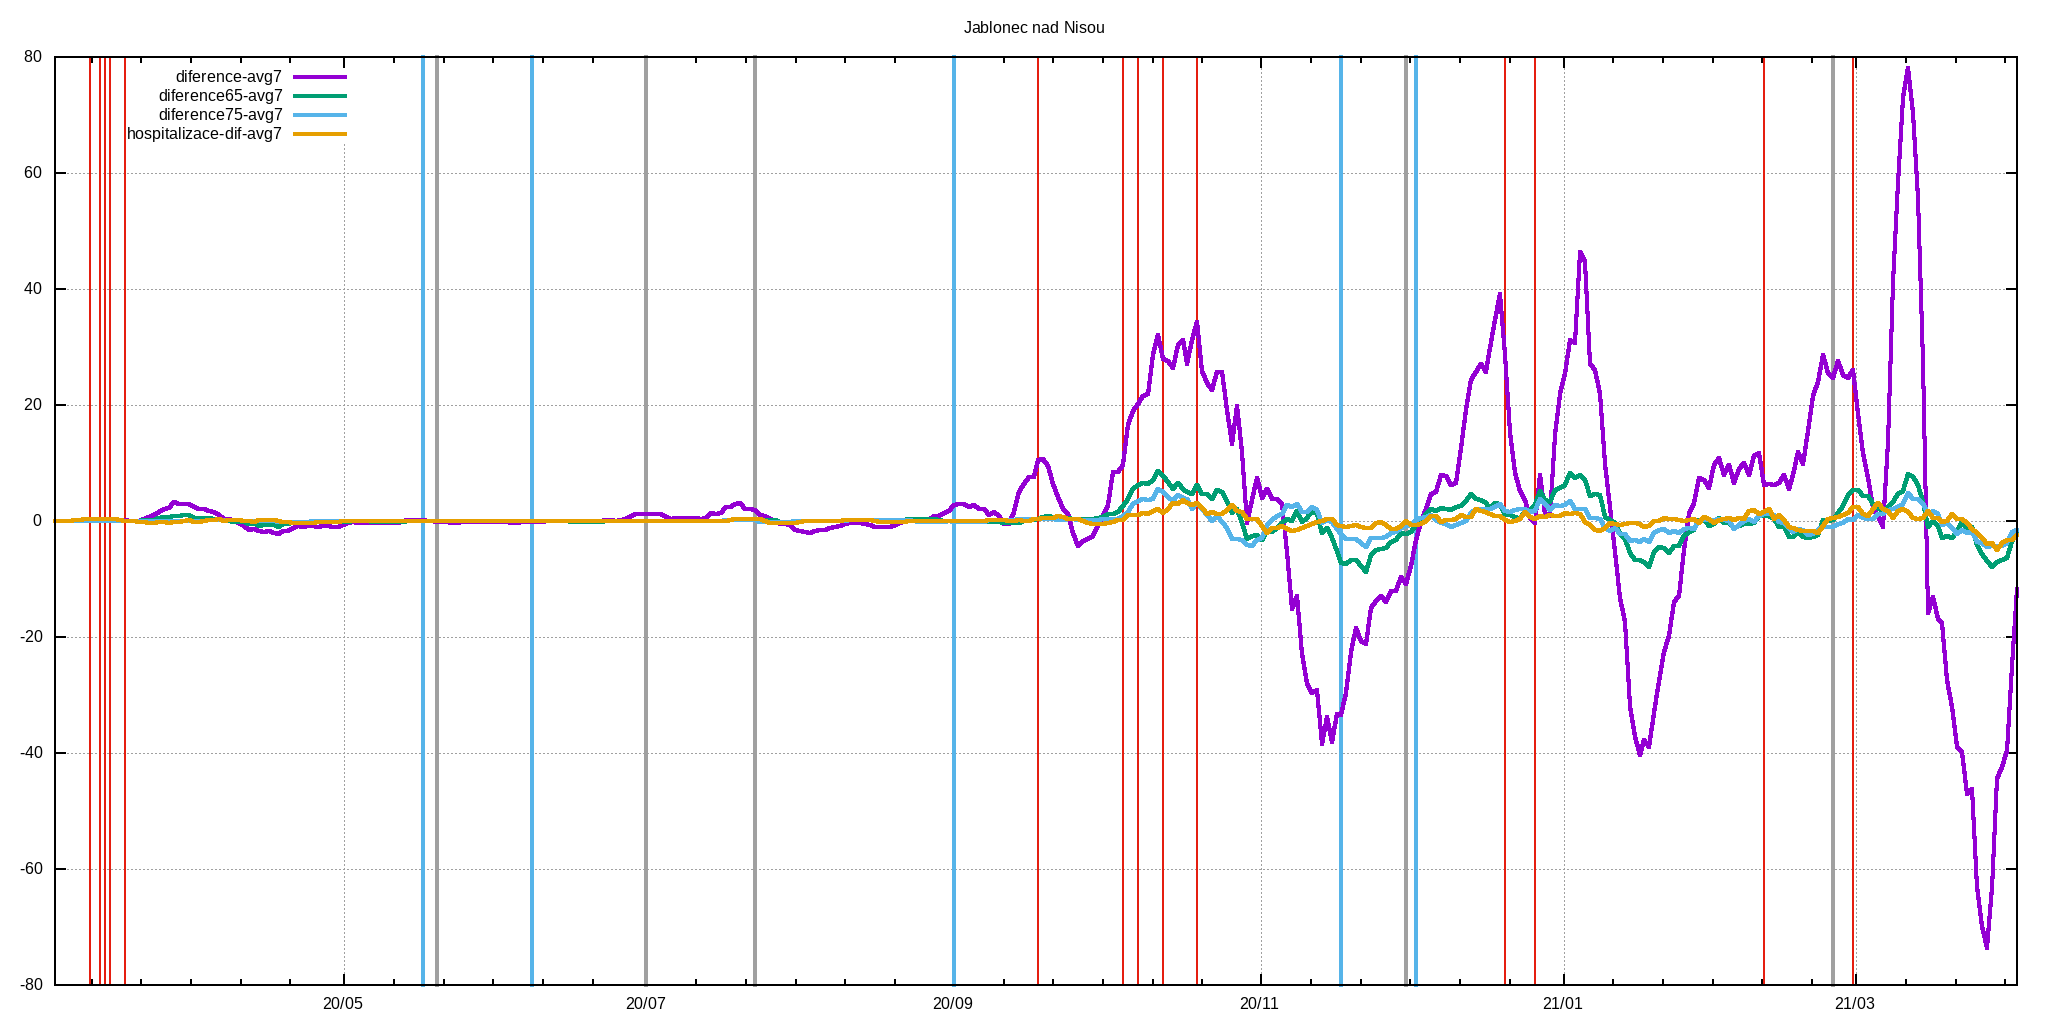 Jablonec nad Nisou
diference-avg7
diference65-avg7
diference75-avg7
hospitalizace-dif-avg7
80
60
40
20
0
-20
-40
-60
-80
20/05 20/07 20/09 20/11 21/01 21/03